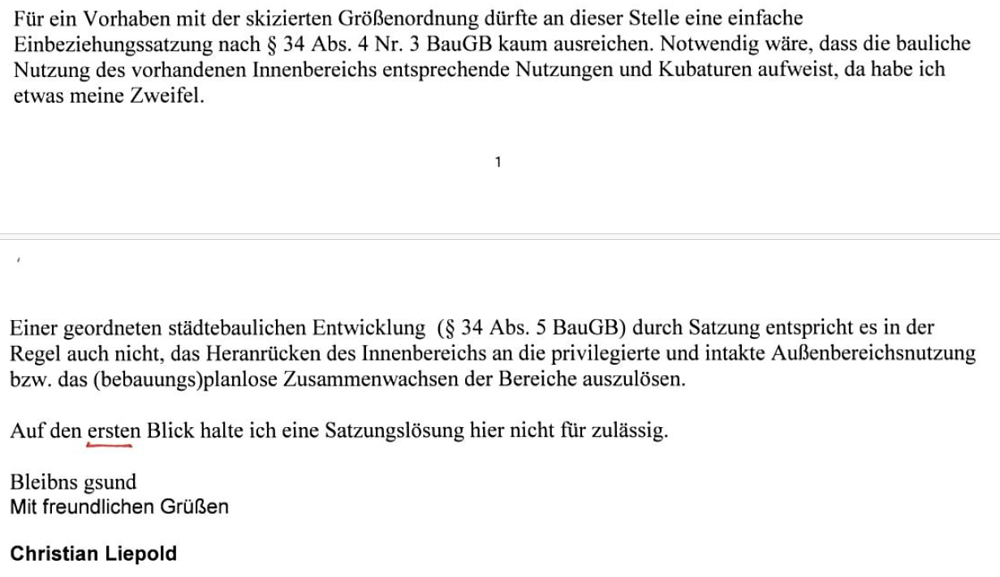 Für ein Vorhaben mit der skizierten Größenordnung dürfte an dieser Stelle eine einfache
Einbeziehungssatzung nach § 34 Abs. 4 Nr. 3 BauGB kaum ausreichen. Notwendig wäre, dass die bauliche
Nutzung des vorhandenen Innenbereichs entsprechende Nutzungen und Kubaturen aufweist, da habe ich
etwas meine Zweifel.
1
Einer geordneten städtebaulichen Entwicklung (§ 34 Abs. 5 BauGB) durch Satzung entspricht es in der
Regel auch nicht, das Heranrücken des Innenbereichs an die privilegierte und intakte Außenbereichsnutzung
bzw. das (bebauungs)planlose Zusammenwachsen der Bereiche auszulösen.
Auf den ersten Blick halte ich eine Satzungslösung hier nicht für zulässig.
Bleibns gsund
Mit freundlichen Grüßen
Christian Liepold